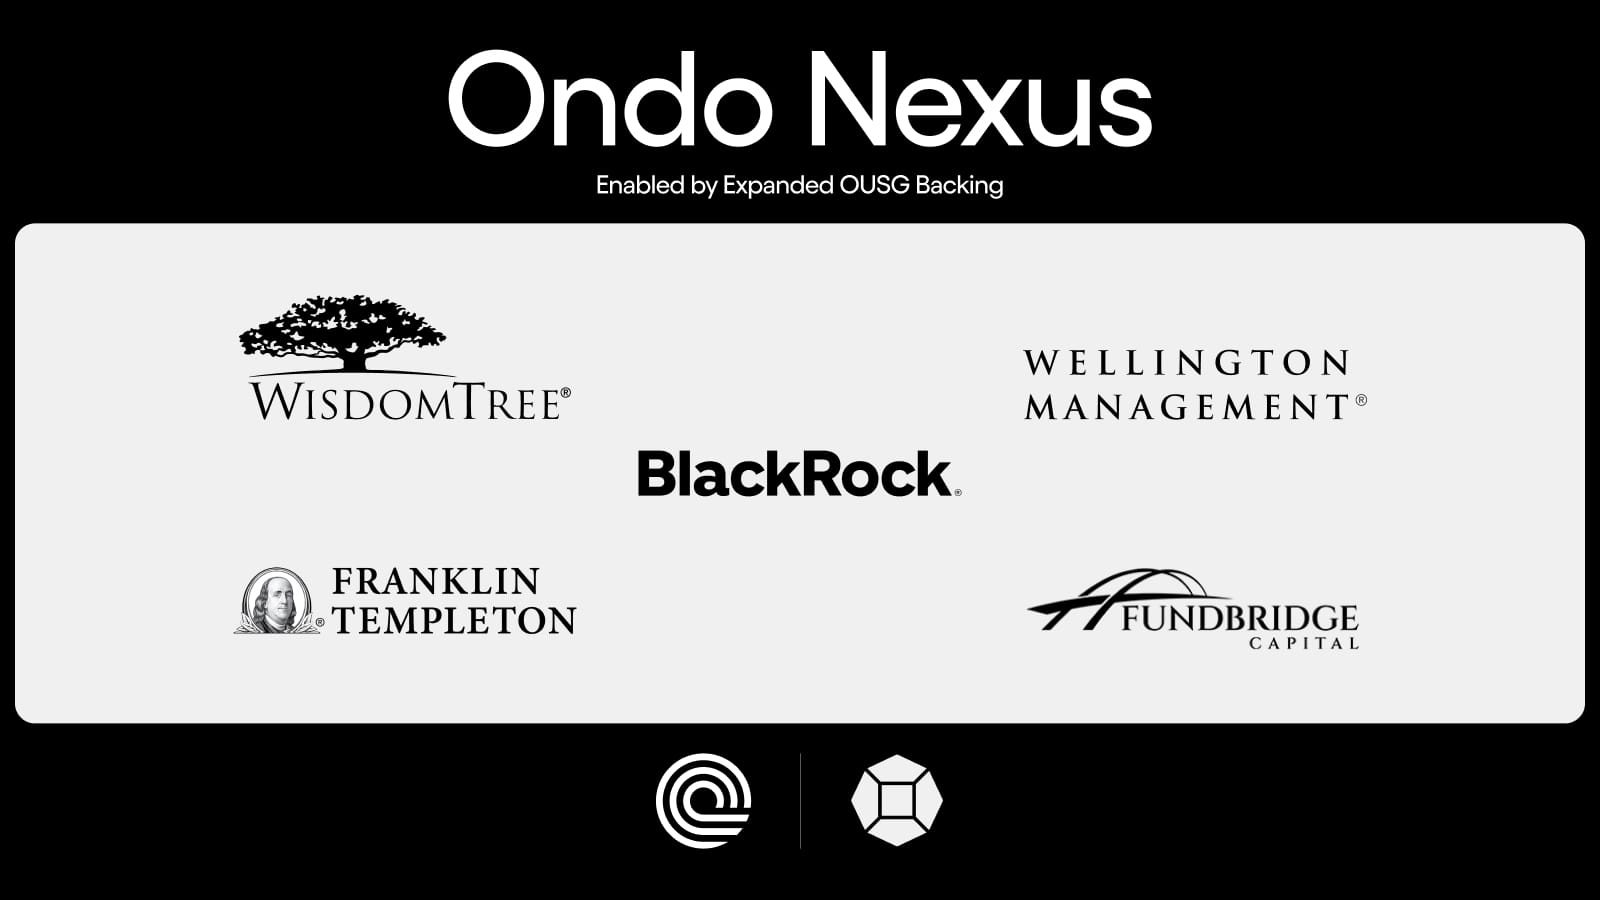 Ondo Nexus
Enabled by Expanded OUSG Backing
WISDOMTREE®
WELLINGTON
MANAGEMENT®
BlackRock®
FRANKLIN
® TEMPLETON
FUNDBRIDGE
CAPITAL